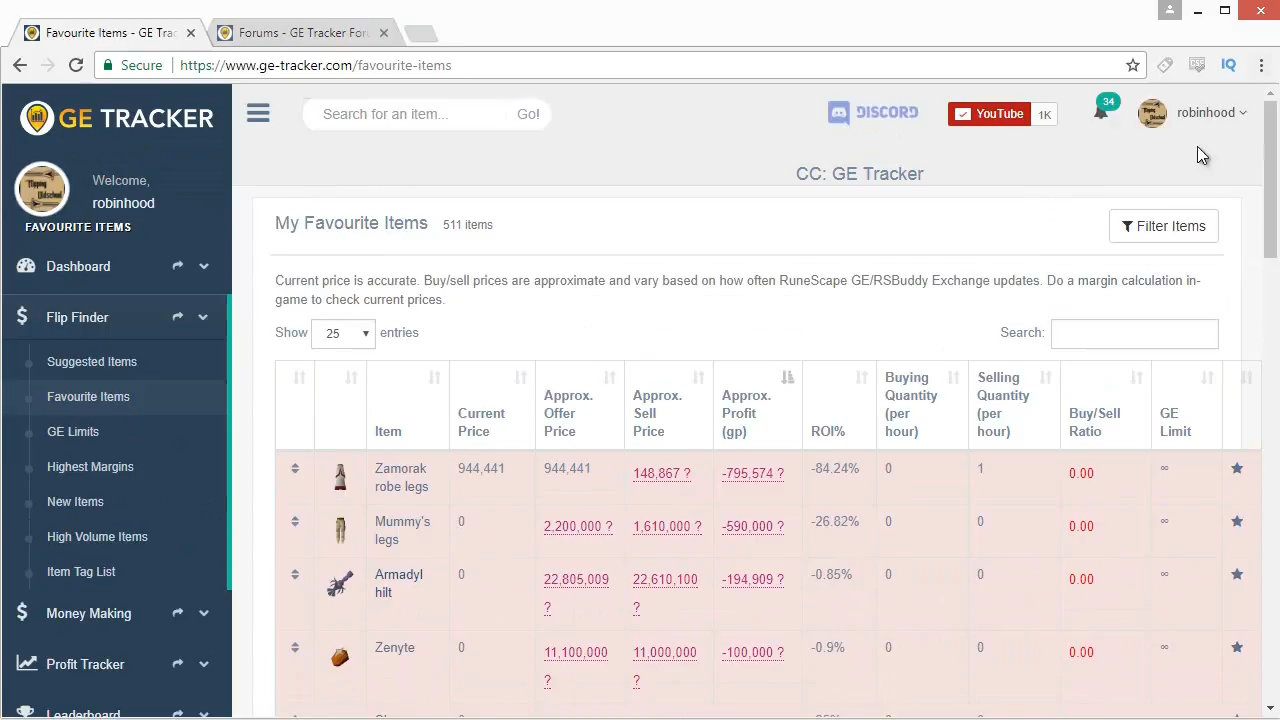 Favourite Items - GE Trac
Forums - GE Tracker Foru
Secure
https://www.ge-tracker.com/favourite-items
GE TRACKER
Search for an item...
Go!
DISCORD
YouTube
1K
34
robinhood
Welcome,
robinhood
FAVOURITE ITEMS
CC: GE Tracker
Dashboard
Flip Finder
Suggested Items
Favourite Items
GE Limits
Highest Margins
New Items
High Volume Items
Item Tag List
Money Making
Profit Tracker
Leaderboard
My Favourite Items
511 items
Filter Items
Current price is accurate. Buy/sell prices are approximate and vary based on how often RuneScape GE/RSBuddy Exchange updates. Do a margin calculation in-
game to check current prices.
Show 25 entries
Search:
Item
Current
Price
Approx.
Offer
Price
Approx.
Sell
Price
Approx.
Profit
(gp)
ROI%
Buying
Quantity
(per
hour)
Selling
Quantity
(per
hour)
Buy/Sell
Ratio
GE
Limit
Zamorak
robe legs
944,441
944,441
148,867 ?
-795,574 ?
-84.24%
0
1
0.00
∞
Mummy's
legs
0
2,200,000 ?
1,610,000 ?
-590,000 ?
-26.82%
0
0
0.00
∞
Armadyl
hilt
0
22,805,009
?
22,610,100
?
-194,909 ?
-0.85%
0
0
0.00
∞
Zenyte
0
11,100,000
?
11,000,000
?
-100,000 ?
-0.9%
0
0
0.00
∞